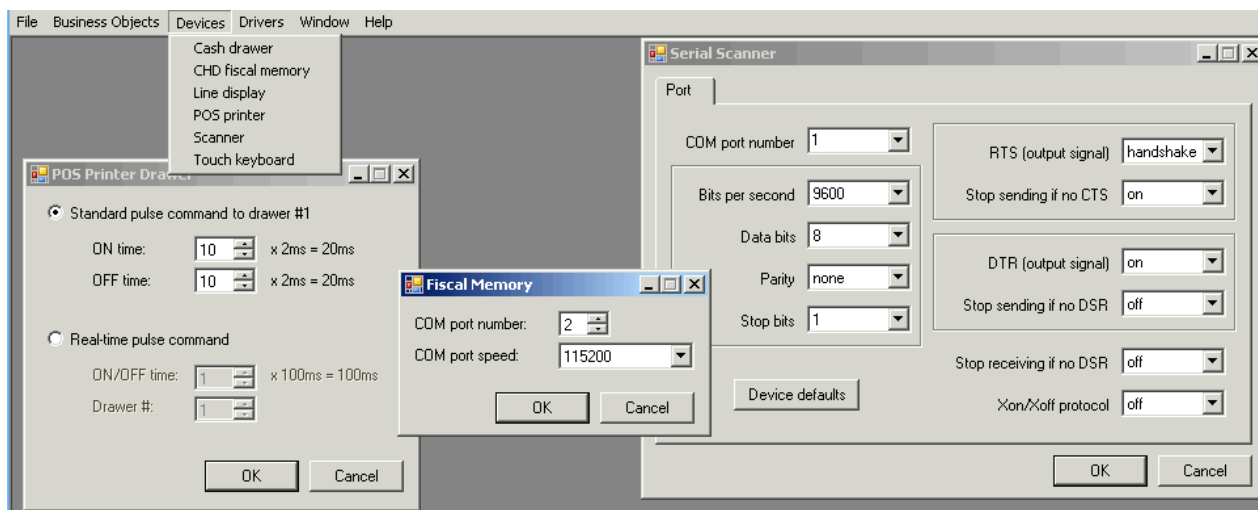 File Business Objects Devices Drivers Window Help
Cash drawer
CHD fiscal memory
Line display
POS printer
Scanner
Touch keyboard
POS Printer
Standard pulse command to drawer #1
ON time: 10 x 2ms = 20ms
OFF time: 10 x 2ms = 20ms
Real-time pulse command
ON/OFF time: 1 x 100ms = 100ms
Drawer #: 1
OK Cancel
Fiscal Memory
COM port number: 2
COM port speed: 115200
OK Cancel
Serial Scanner
Port
COM port number 1
Bits per second 9600
Data bits 8
Parity none
Stop bits 1
Device defaults
RTS (output signal) handshake
Stop sending if no CTS on
DTR (output signal) on
Stop sending if no DSR off
Stop receiving if no DSR off
Xon/Xoff protocol off
OK Cancel